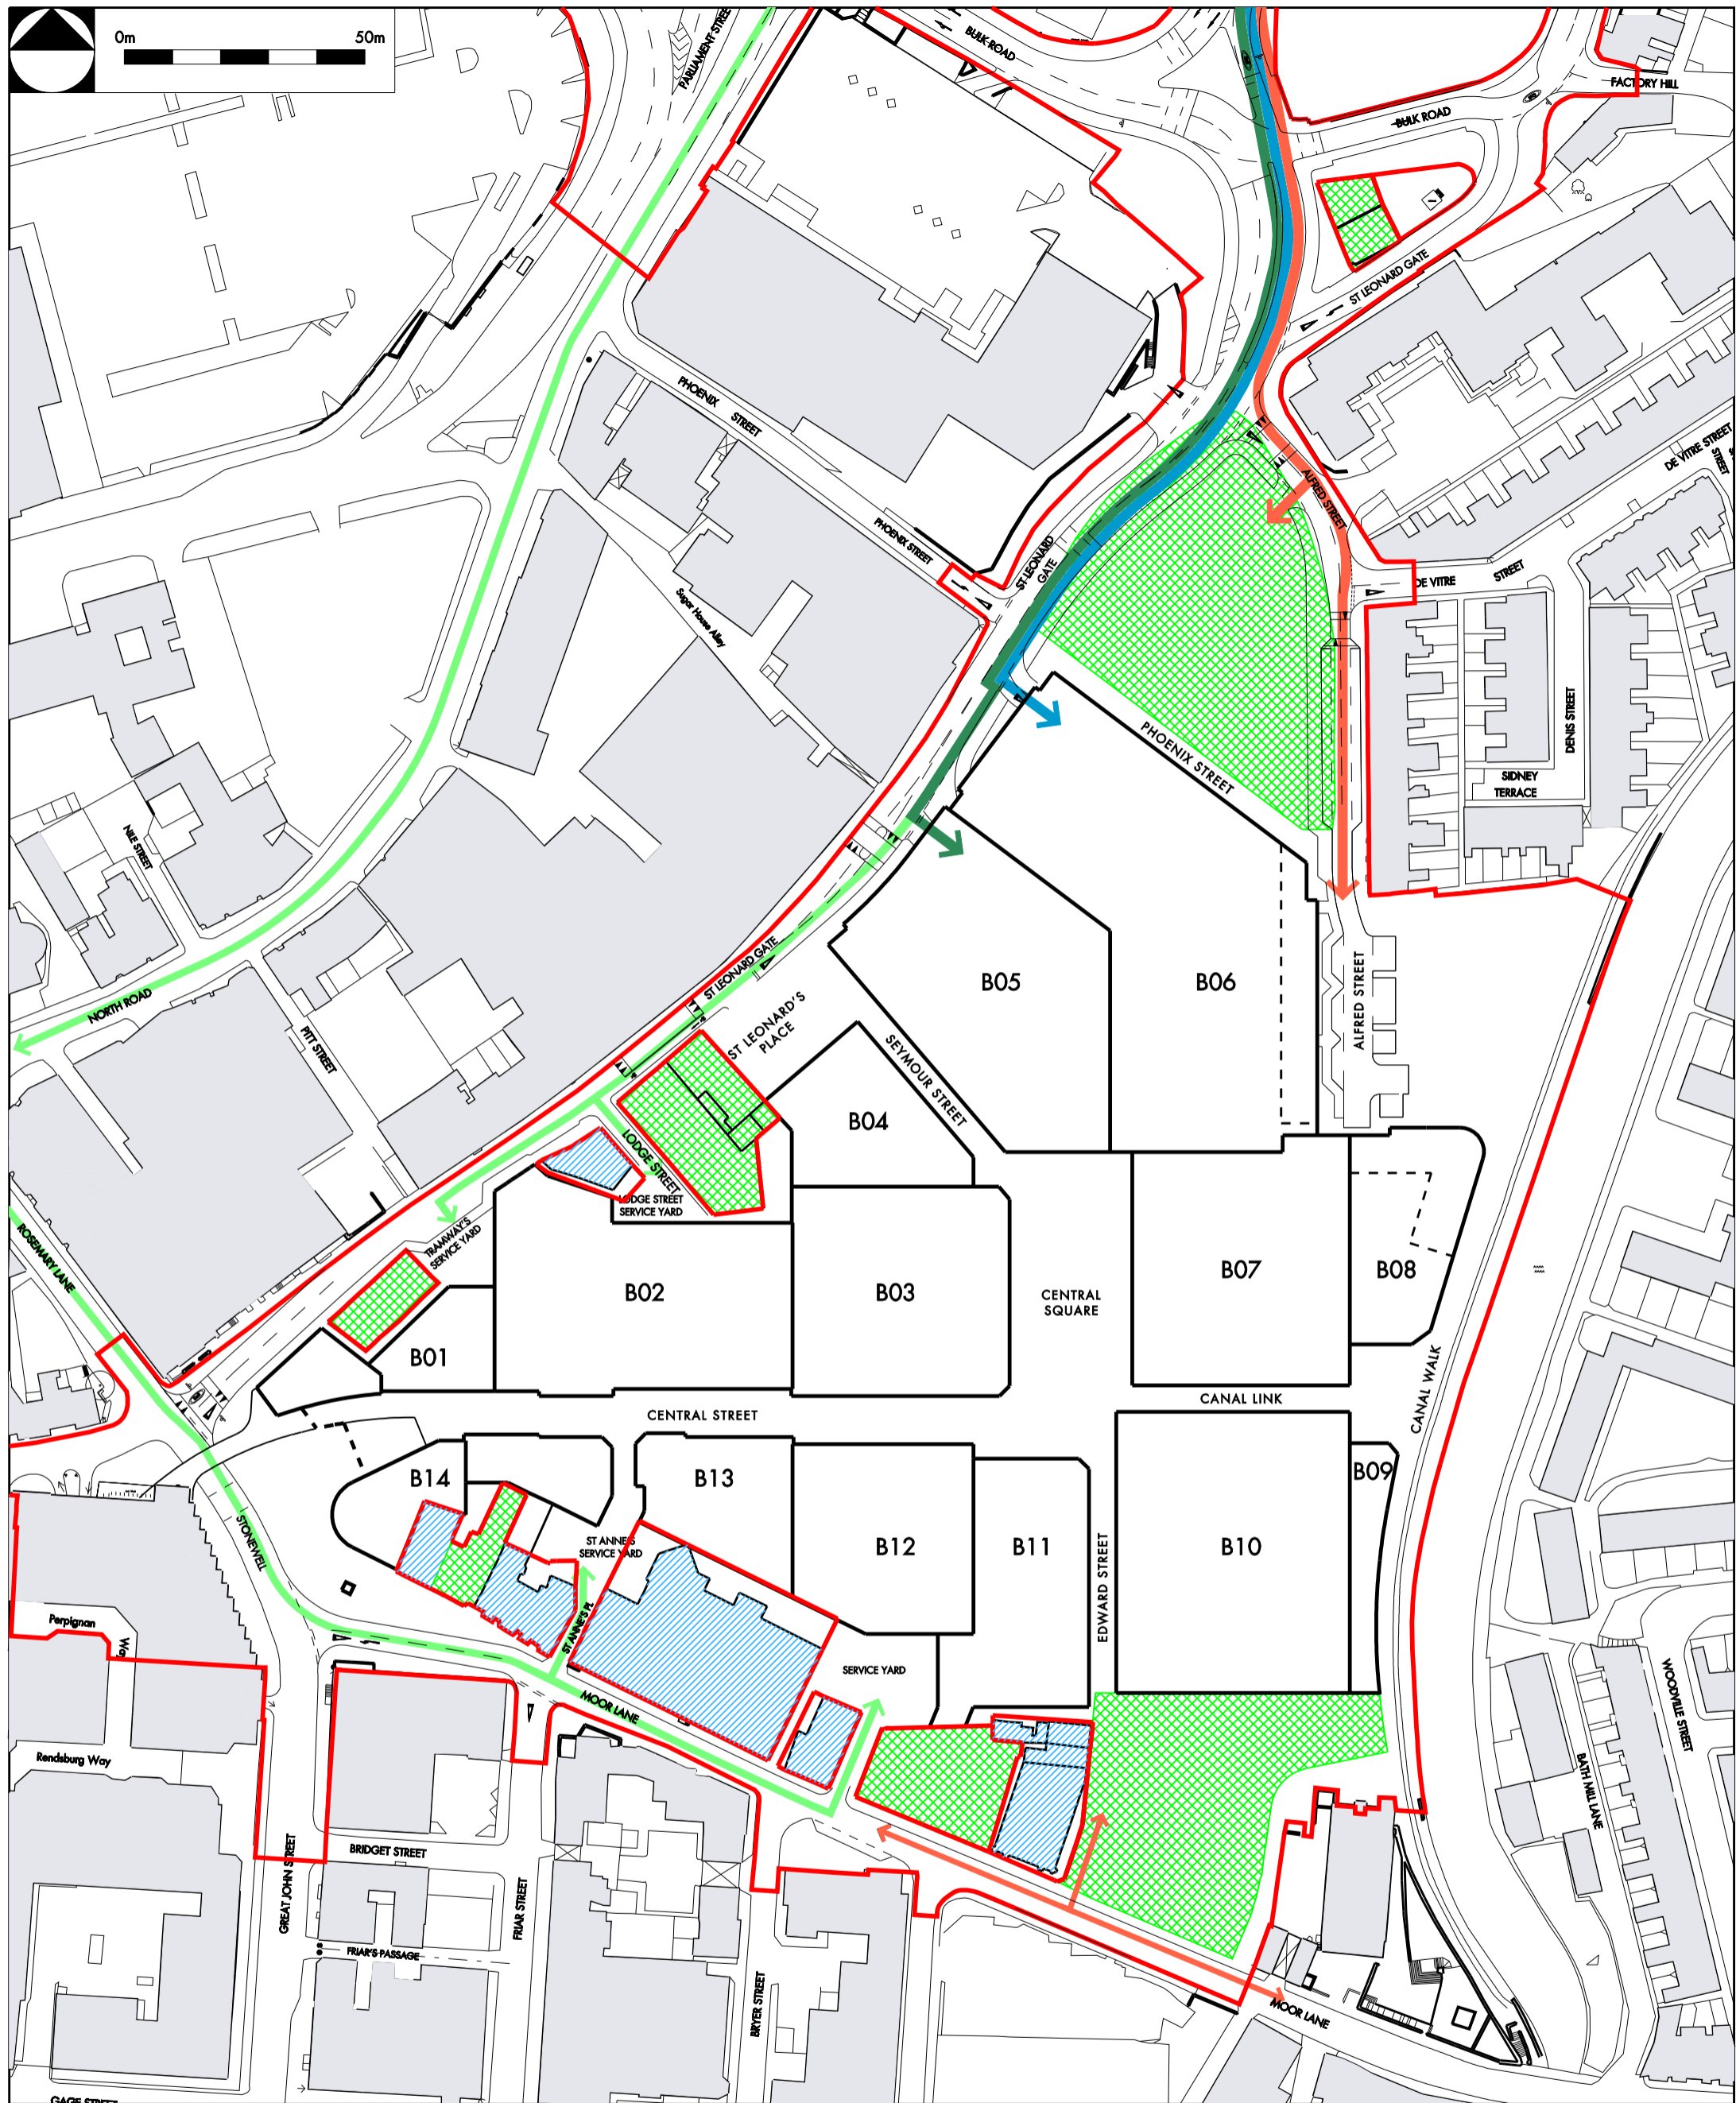 0m 50m
PARLIAMENT STREET
BULK ROAD
FACTORY HILL
BULK ROAD
ST LEONARD GATE
PHOENIX STREET
DE VITRE STREET
STREET
ALFRED STREET
PHOENIX STREET
ST LEONARD
GATE
DE VITRE STREET
Sugar House Alley
DENIS STREET
PHOENIX STREET
SIDNEY
TERRACE
NILE STREET
ST LEONARD GATE
B05
B06
ALFRED STREET
NORTH ROAD
PITT STREET
ST LEONARD'S
PLACE
SEYMOUR STREET
B04
LODGE STREET
LODGE STREET
SERVICE YARD
TRAMWAY'S
SERVICE YARD
ROSEMARY LANE
B02
B03
CENTRAL
SQUARE
B07
B08
B01
CANAL WALK
CENTRAL STREET
CANAL LINK
B14
B13
B09
STONEWELL
ST ANNE'S
SERVICE YARD
B12
B11
B10
EDWARD STREET
Perpignan
Way
ST ANNE'S PL
SERVICE YARD
WOODVILLE STREET
MOOR LANE
Rendsburg Way
BATH MILL LANE
BRIDGET STREET
GREAT JOHN STREET
FRIAR STREET
FRIAR'S PASSAGE
BRYER STREET
MOOR LANE
GAGE STREET